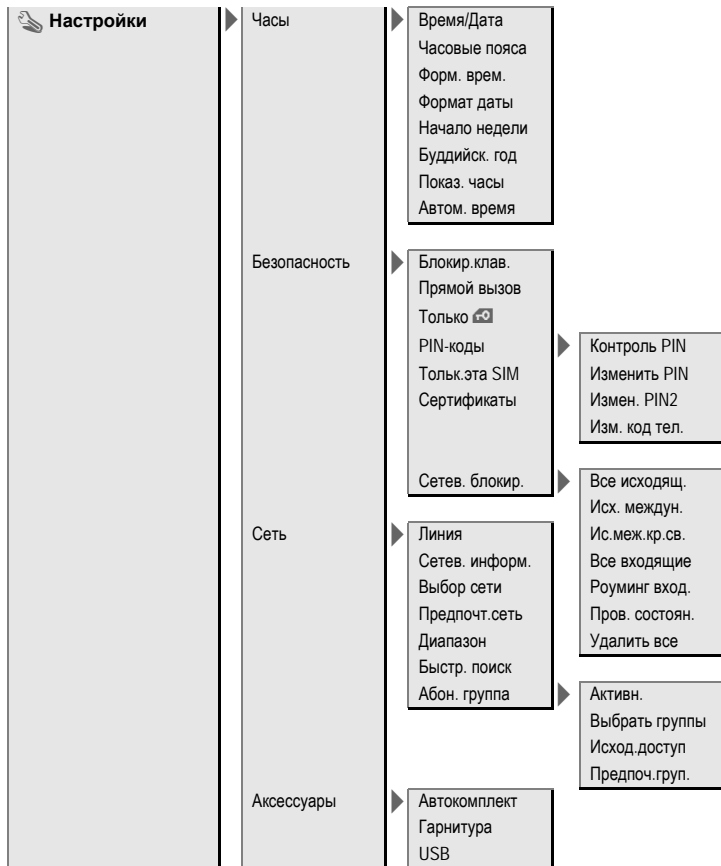 Настройки
Часы
Время/Дата
Часовые пояса
Форм. врем.
Формат даты
Начало недели
Буддийск. год
Показ. часы
Автом. время
Безопасность
Блокир.клав.
Прямой вызов
Только
PIN-коды
Контроль PIN
Изменить PIN
Измен. PIN2
Изм. код тел.
Тольк.эта SIM
Сертификаты
Сетев. блокир.
Все исходящ.
Исх. междун.
Ис.меж.кр.св.
Все входящие
Роуминг вход.
Пров. состоян.
Удалить все
Сеть
Линия
Сетев. информ.
Выбор сети
Предпочт.сеть
Диапазон
Быстр. поиск
Абон. группа
Активн.
Выбрать группы
Исход.доступ
Предпоч.груп.
Аксессуары
Автокомплект
Гарнитура
USB